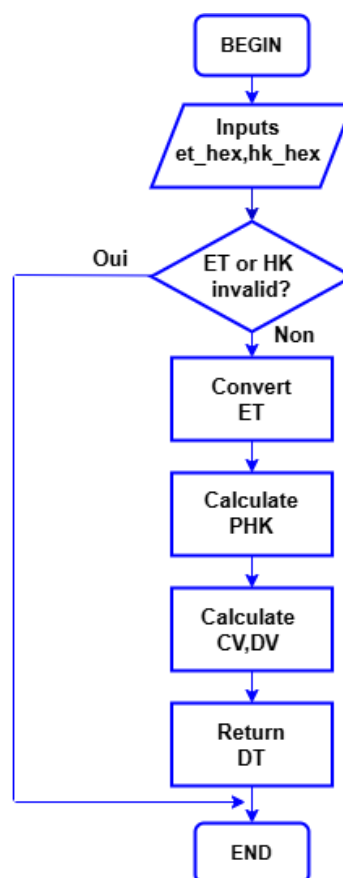 BEGIN
Inputs
et_hex,hk_hex
Oui
ET or HK
invalid?
Non
Convert
ET
Calculate
PHK
Calculate
CV,DV
Return
DT
END